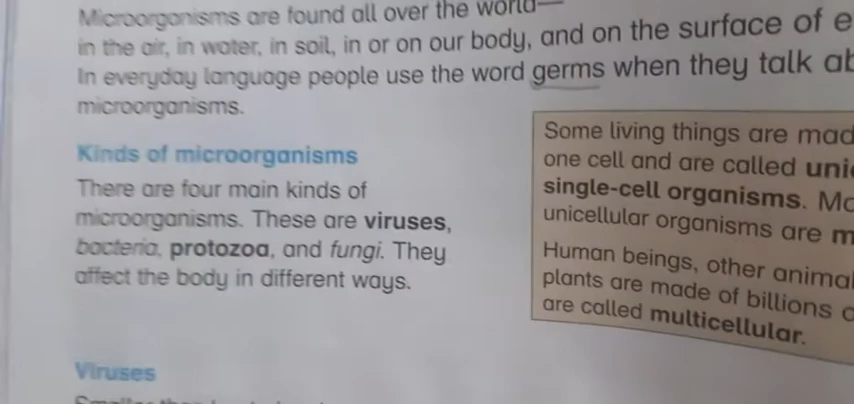 Microorganisms are found all over the world—
in the air, in water, in soil, in or on our body, and on the surface of
In everyday language people use the word germs when they talk
microorganisms.
Kinds of microorganisms
There are four main kinds of
microorganisms. These are viruses,
bacteria, protozoa, and fungi. They
affect the body in different ways.
Some living things are
one cell and are called
single-cell organisms.
unicellular organisms are
Human beings, other
plants are made of billions
are called multicellular.
Viruses